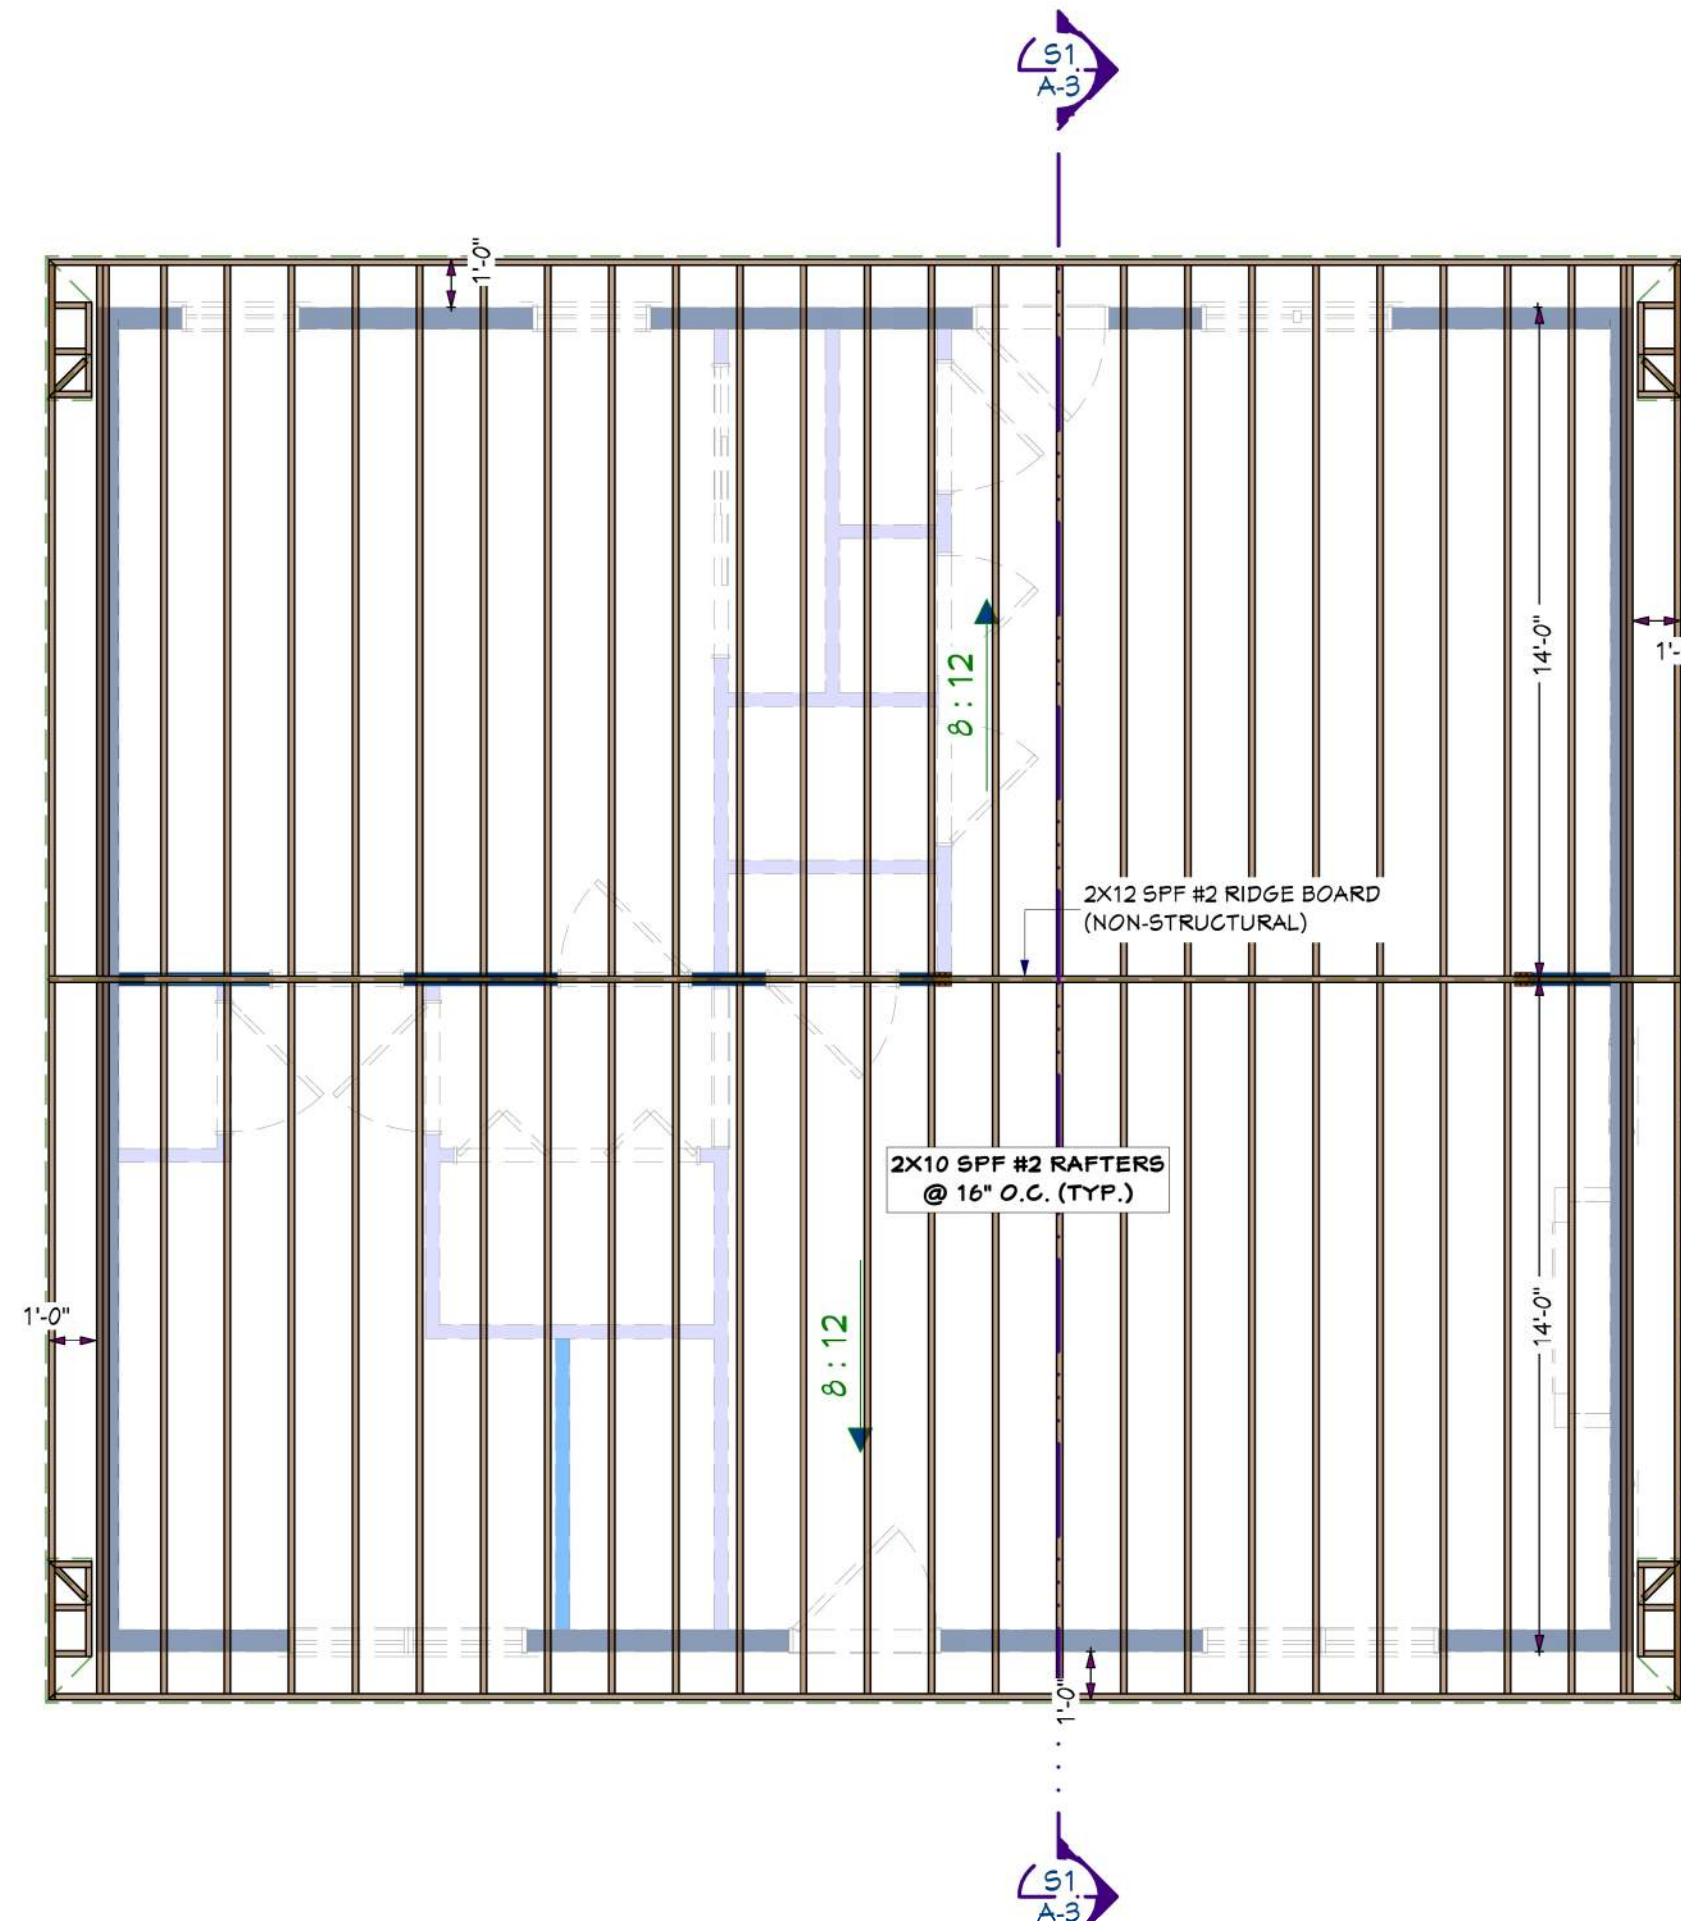 S1
A-3
1'-0"
14'-0"
1'-
8 : 12
2X12 SPF #2 RIDGE BOARD
(NON-STRUCTURAL)
2X10 SPF #2 RAFTERS
@ 16" O.C. (TYP.)
1'-0"
8 : 12
14'-0"
1'-0"
S1
A-3